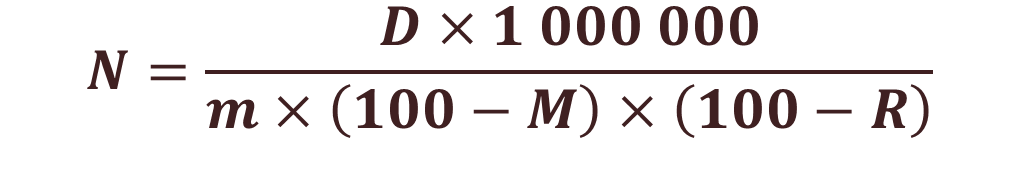 N = D × 1 000 000 / m × (100 − M) × (100 − R)